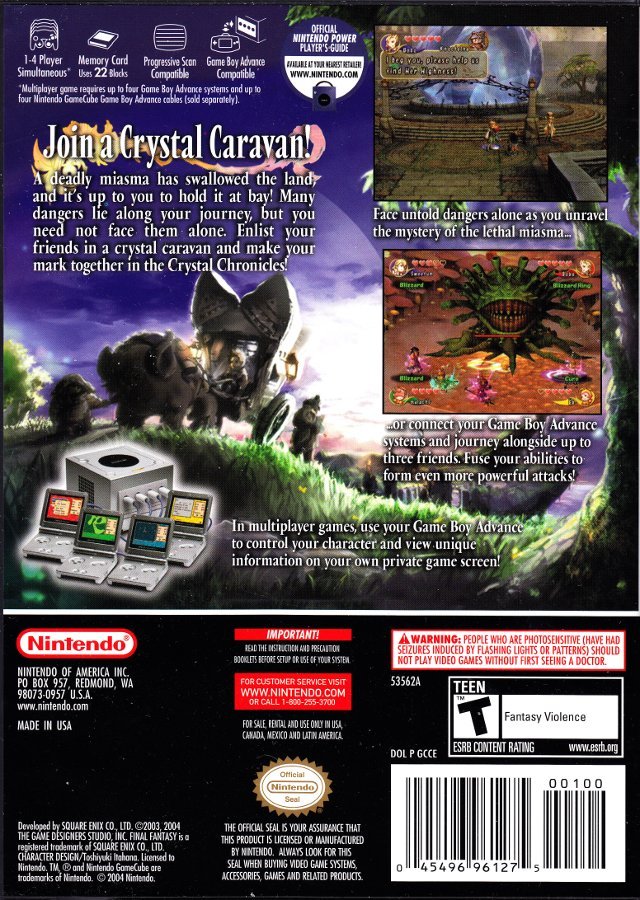 1-4 Player
Simultaneous*
Memory Card
Uses 22 Blocks
Progressive Scan
Compatible
Game Boy Advance
Compatible*
*Multiplayer game requires up to four Game Boy Advance systems and up to
four Nintendo GameCube Game Boy Advance cables (sold separately).
OFFICIAL
NINTENDO POWER
PLAYER'S-GUIDE
AVAILABLE AT YOUR NEAREST RETAILER!
WWW.NINTENDO.COM
I beg you, please help us
find Her Highness!
Join a Crystal Caravan!
A deadly miasma has swallowed the land,
and it's up to you to hold it at bay! Many
dangers lie along your journey, but you
need not face them alone. Enlist your
friends in a crystal caravan and make your
mark together in the Crystal Chronicles!
Face untold dangers alone as you unravel
the mystery of the lethal miasma...
Blizzard
Blizzard Ring
Blizzard
Cure
...or connect your Game Boy Advance
systems and journey alongside up to
three friends. Fuse your abilities to
form even more powerful attacks!
In multiplayer games, use your Game Boy Advance
to control your character and view unique
information on your own private game screen!
Nintendo®
NINTENDO OF AMERICA INC.
PO BOX 957, REDMOND, WA
98073-0957 U.S.A.
www.nintendo.com
MADE IN USA
IMPORTANT!
READ THE INSTRUCTION AND PRECAUTION
BOOKLETS BEFORE SETUP OR USE OF YOUR SYSTEM.
FOR CUSTOMER SERVICE VISIT
WWW.NINTENDO.COM
OR CALL 1-800-255-3700
FOR SALE, RENTAL AND USE ONLY IN USA,
CANADA, MEXICO AND LATIN AMERICA.
WARNING: PEOPLE WHO ARE PHOTOSENSITIVE (HAVE HAD
SEIZURES INDUCED BY FLASHING LIGHTS OR PATTERNS) SHOULD
NOT PLAY VIDEO GAMES WITHOUT FIRST SEEING A DOCTOR.
53562A
TEEN
T
TM
Fantasy Violence
ESRB CONTENT RATING www.esrb.org
DOL P GCCE
Official
Nintendo
Seal
Developed by SQUARE ENIX CO., LTD. ©2003, 2004
THE GAME DESIGNERS STUDIO, INC. FINAL FANTASY is a
registered trademark of SQUARE ENIX CO., LTD.
CHARACTER DESIGN/Toshiyuki Itahana. Licensed to
Nintendo. TM, ® and Nintendo GameCube are
trademarks of Nintendo. © 2004 Nintendo.
THE OFFICIAL SEAL IS YOUR ASSURANCE THAT
THIS PRODUCT IS LICENSED OR MANUFACTURED
BY NINTENDO. ALWAYS LOOK FOR THIS
SEAL WHEN BUYING VIDEO GAME SYSTEMS,
ACCESSORIES, GAMES AND RELATED PRODUCTS.
00100
0 45496 96127 5